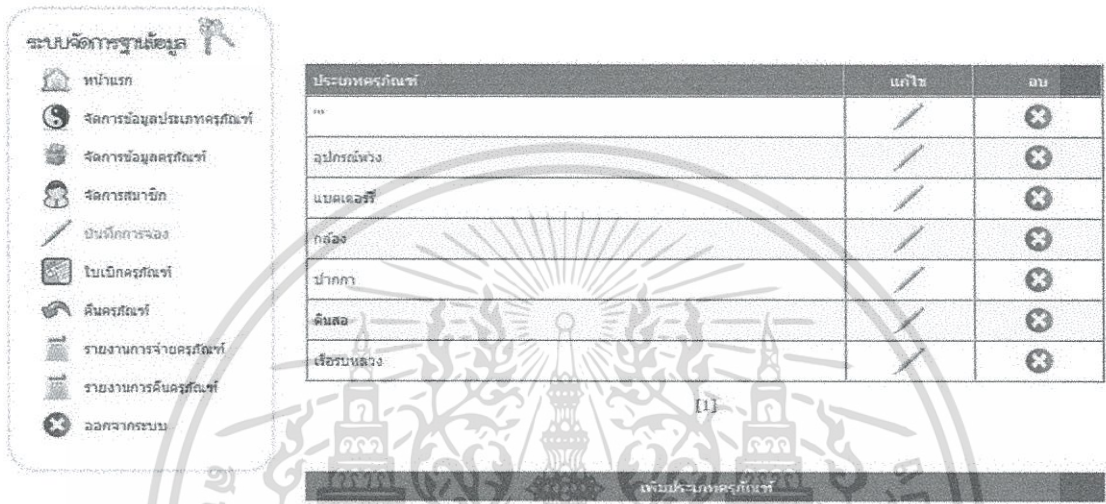 ระบบจัดการฐานข้อมูล
หน้าแรก
จัดการข้อมูลประเภทครุภัณฑ์
จัดการข้อมูลครุภัณฑ์
จัดการสมาชิก
บันทึกการจอง
ใบเบิกครุภัณฑ์
คืนครุภัณฑ์
รายงานการจ่ายครุภัณฑ์
รายงานการคืนครุภัณฑ์
ออกจากระบบ
ประเภทครุภัณฑ์ แก้ไข ลบ
'''
อุปกรณ์พ่วง
แบตเตอร์รี่
กล้อง
ปากกา
ดินสอ
เรือรบหลวง
[1]
เพิ่มประเภทครุภัณฑ์